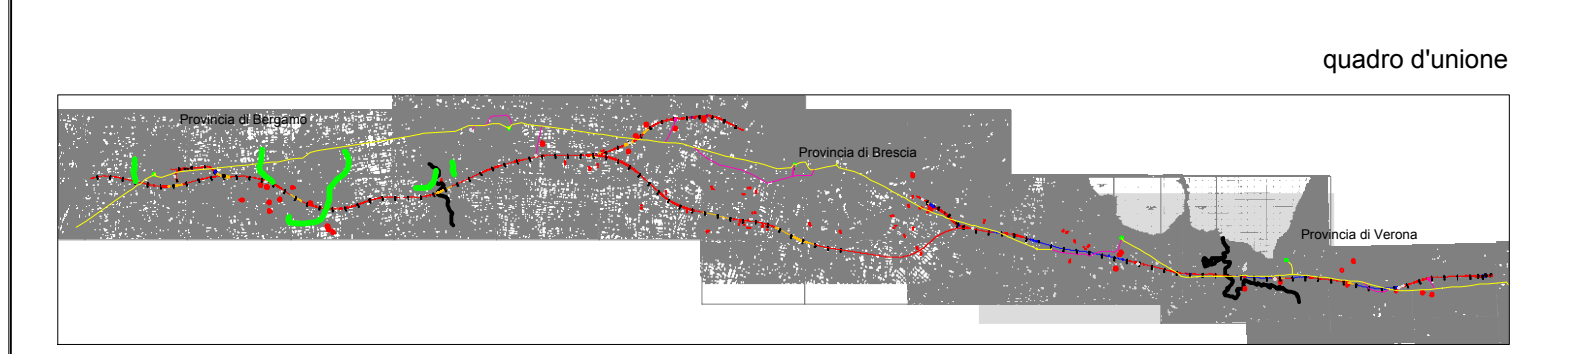 quadro d'unione
Provincia di Bergamo
Provincia di Brescia
Provincia di Verona